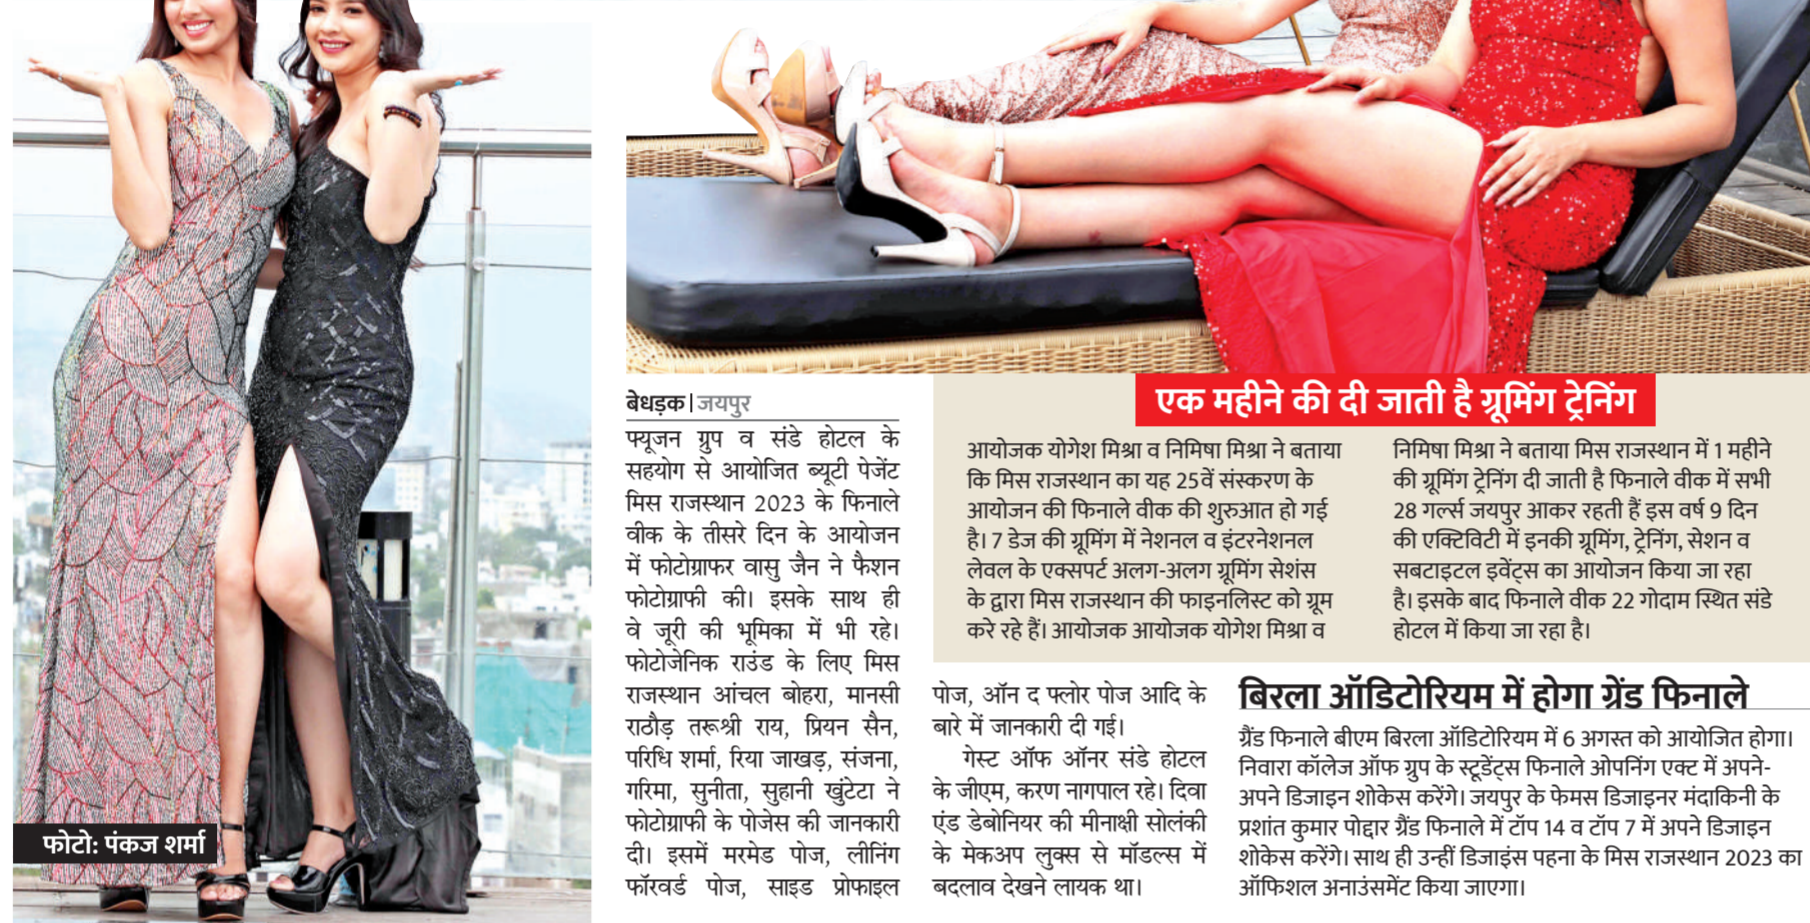 बेधड़क|जयपुर
फ्यूजन ग्रुप व संडे होटल के
सहयोग से आयोजित ब्यूटी पेजेंट
मिस राजस्थान 2023 के फिनाले
वीक के तीसरे दिन के आयोजन
में फोटोग्राफर वासु जैन ने फैशन
फोटोग्राफी की। इसके साथ ही
वे जूरी की भूमिका में भी रहे।
फोटोजेनिक राउंड के लिए मिस
राजस्थान आंचल बोहरा, मानसी
राठौड़ तरूश्री राय, प्रियन सैन,
परिधि शर्मा, रिया जाखड़, संजना,
गरिमा, सुनीता, सुहानी खुंटेटा ने
फोटोग्राफी के पोजेस की जानकारी
दी। इसमें मरमेड पोज, लीनिंग
फॉरवर्ड पोज, साइड प्रोफाइल
पोज, ऑन द फ्लोर पोज आदि के
बारे में जानकारी दी गई।
गेस्ट ऑफ ऑनर संडे होटल
के जीएम, करण नागपाल रहे। दिवा
एंड डेबोनियर की मीनाक्षी सोलंकी
के मेकअप लुक्स से मॉडल्स में
बदलाव देखने लायक था।
एक महीने की दी जाती है ग्रूमिंग ट्रेनिंग
आयोजक योगेश मिश्रा व निमिषा मिश्रा ने बताया
कि मिस राजस्थान का यह 25वें संस्करण के
आयोजन की फिनाले वीक की शुरुआत हो गई
है। 7 डेज की ग्रूमिंग में नेशनल व इंटरनेशनल
लेवल के एक्सपर्ट अलग-अलग ग्रूमिंग सेशंस
के द्वारा मिस राजस्थान की फाइनलिस्ट को ग्रूम
करे रहे हैं। आयोजक आयोजक योगेश मिश्रा व
निमिषा मिश्रा ने बताया मिस राजस्थान में 1 महीने
की ग्रूमिंग ट्रेनिंग दी जाती है फिनाले वीक में सभी
28 गर्ल्स जयपुर आकर रहती हैं इस वर्ष 9 दिन
की एक्टिविटी में इनकी ग्रूमिंग, ट्रेनिंग, सेशन व
सबटाइटल इवेंट्स का आयोजन किया जा रहा
है। इसके बाद फिनाले वीक 22 गोदाम स्थित संडे
होटल में किया जा रहा है।
बिरला ऑडिटोरियम में होगा ग्रेंड फिनाले
ग्रैंड फिनाले बीएम बिरला ऑडिटोरियम में 6 अगस्त को आयोजित होगा।
निवारा कॉलेज ऑफ ग्रुप के स्टूडेंट्स फिनाले ओपनिंग एक्ट में अपने-
अपने डिजाइन शोकेस करेंगे। जयपुर के फेमस डिजाइनर मंदाकिनी के
प्रशांत कुमार पोद्दार ग्रैंड फिनाले में टॉप 14 व टॉप 7 में अपने डिजाइन
शोकेस करेंगे। साथ ही उन्हीं डिजाइंस पहना के मिस राजस्थान 2023 का
ऑफिशल अनाउंसमेंट किया जाएगा।
फोटो: पंकज शर्मा